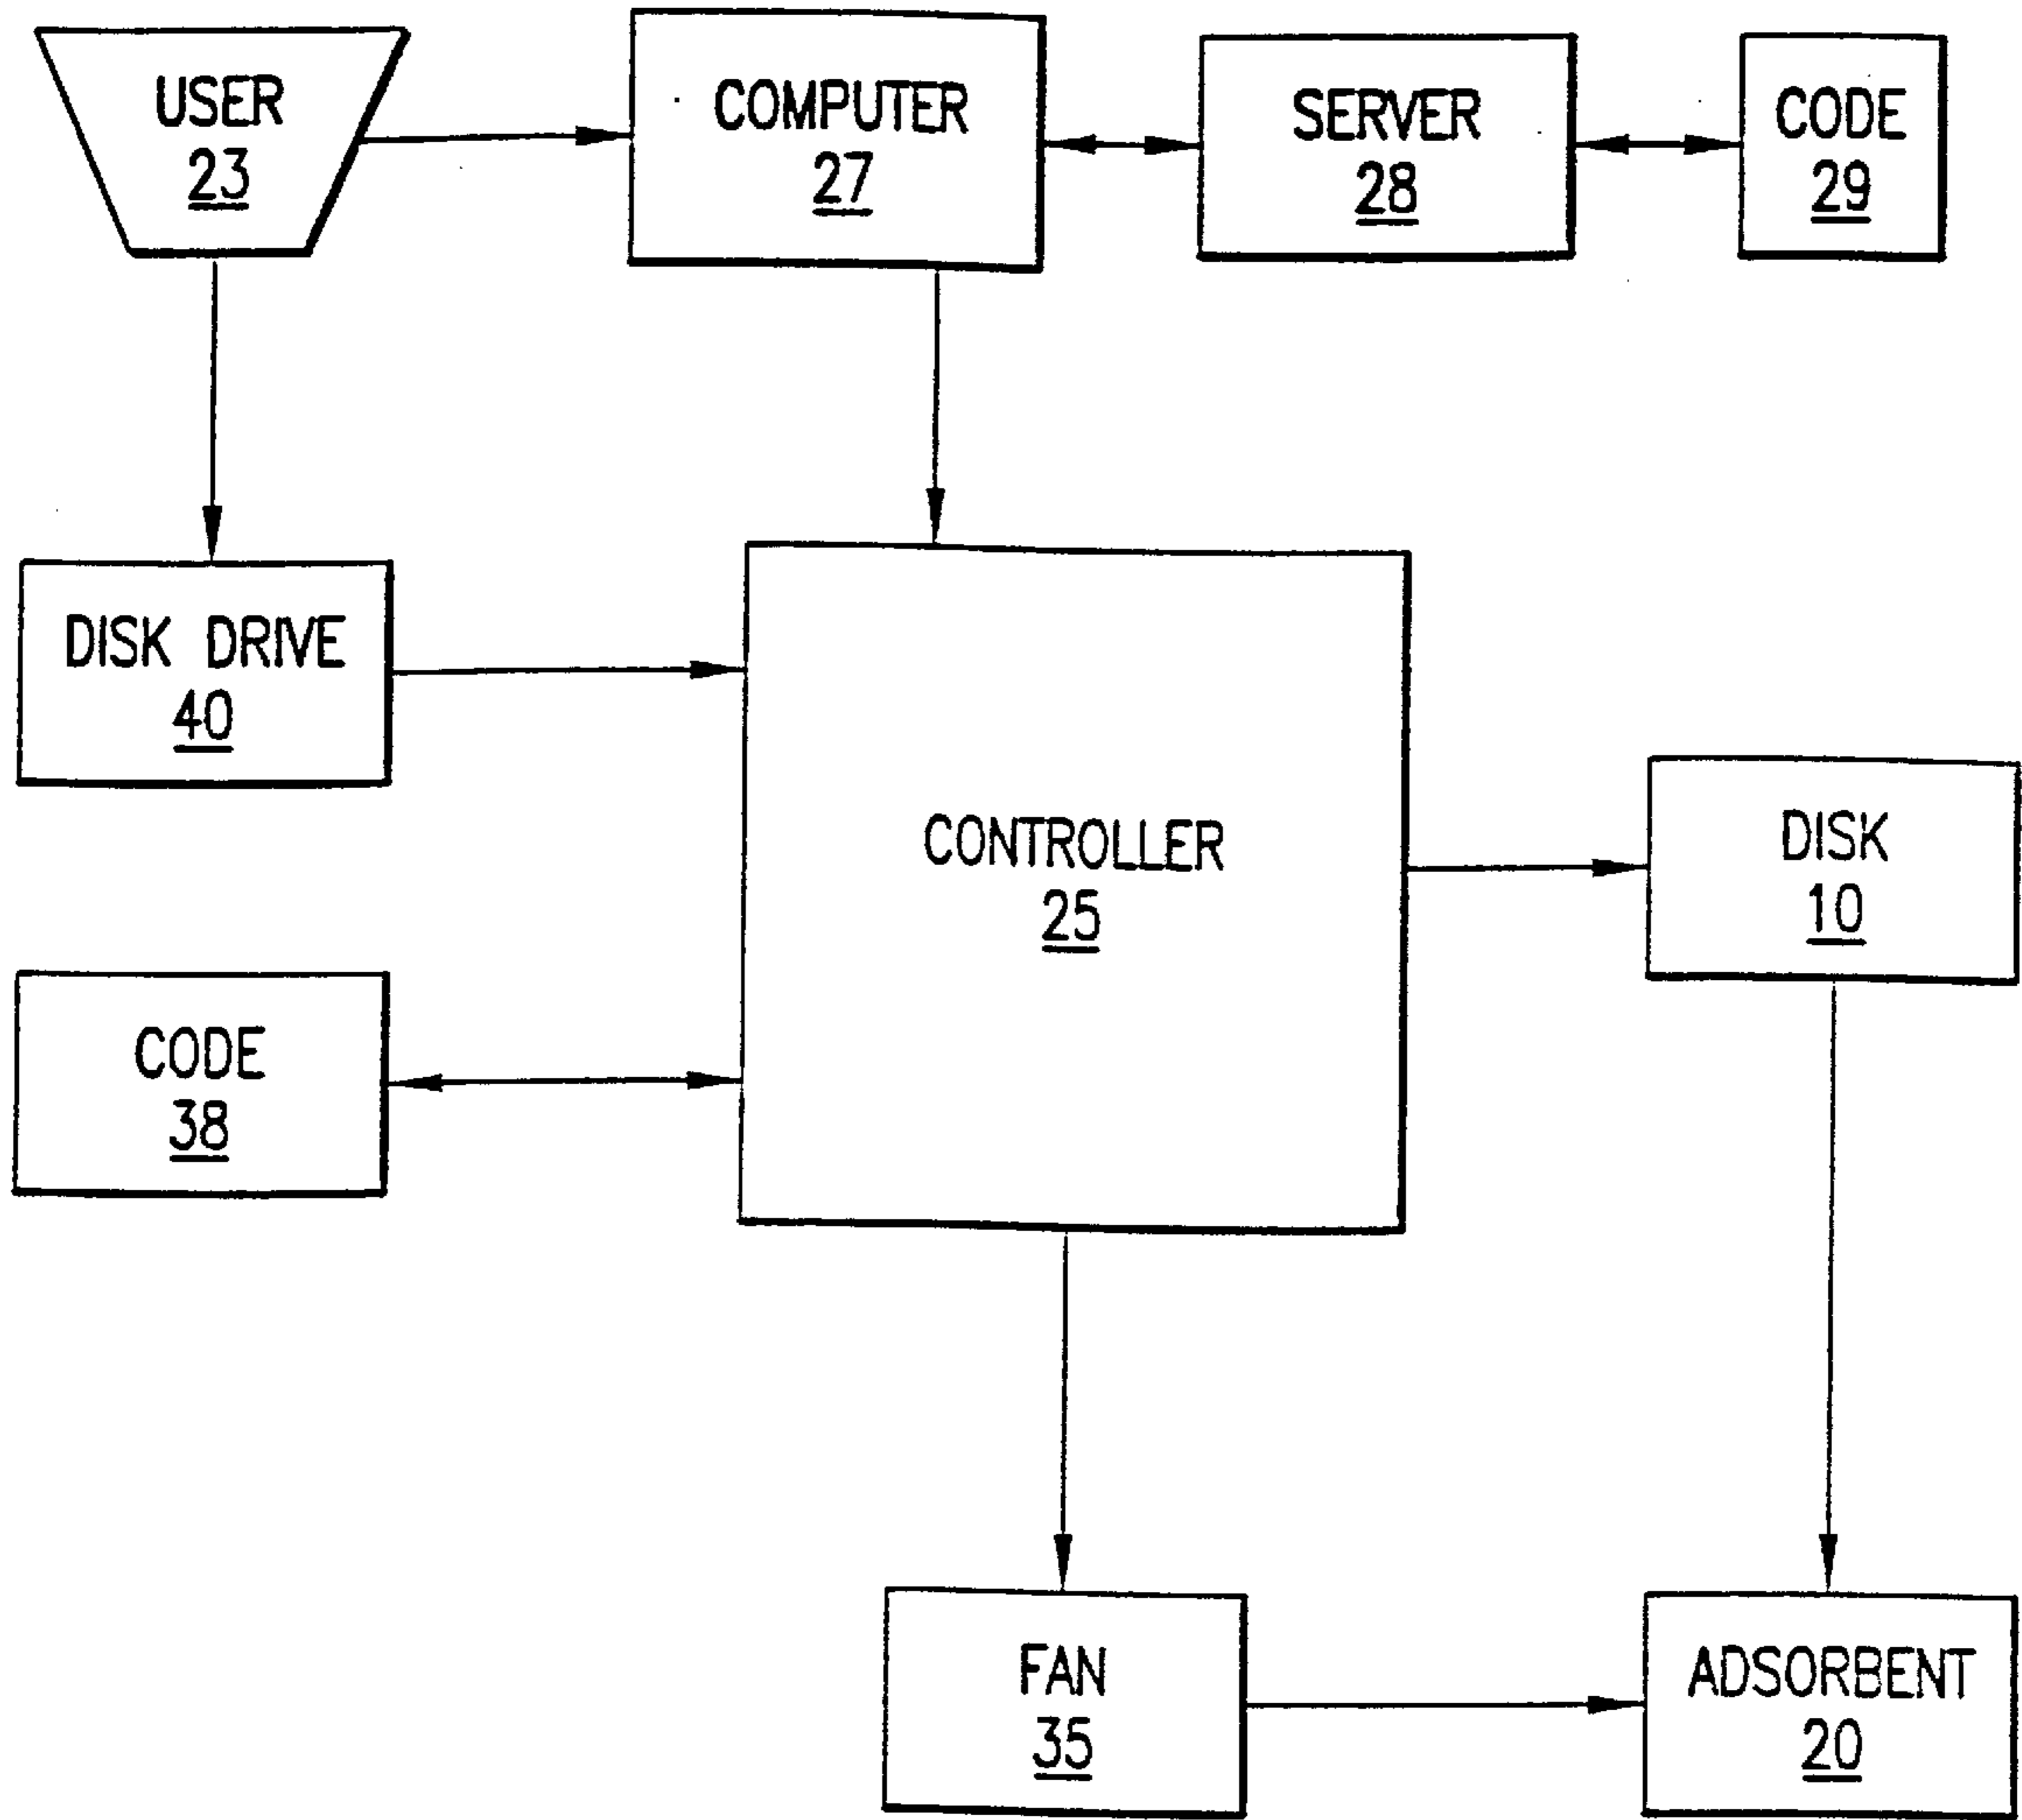 USER
23
COMPUTER
27
SERVER
28
CODE
29
DISK DRIVE
40
CONTROLLER
25
DISK
10
CODE
38
FAN
35
ADSORBENT
20